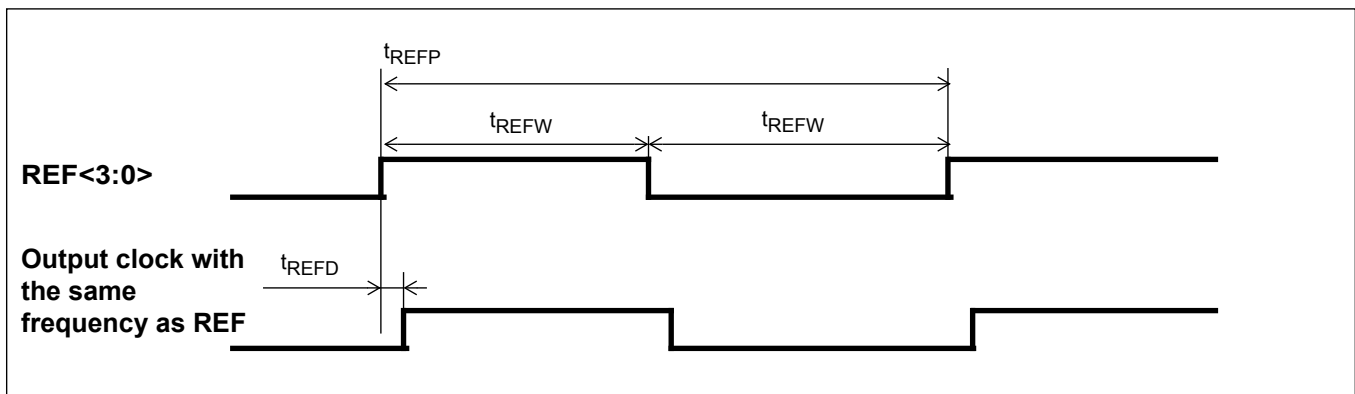 tREFP
tREFW
tREFW
REF<3:0>
Output clock with
the same
frequency as REF
tREFD